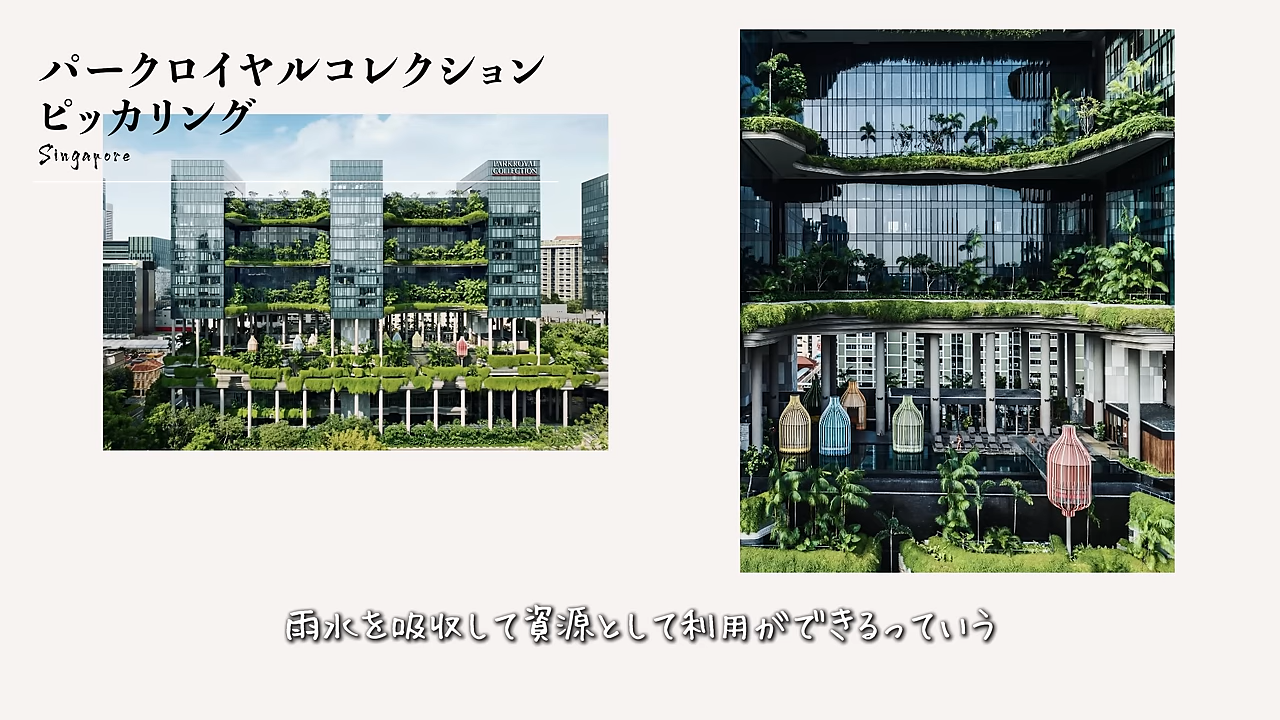 パークロイヤルコレクション
ピッカリング
Singapore
PARKROYAL
COLLECTION
雨水を吸収して資源として利用ができるっていう